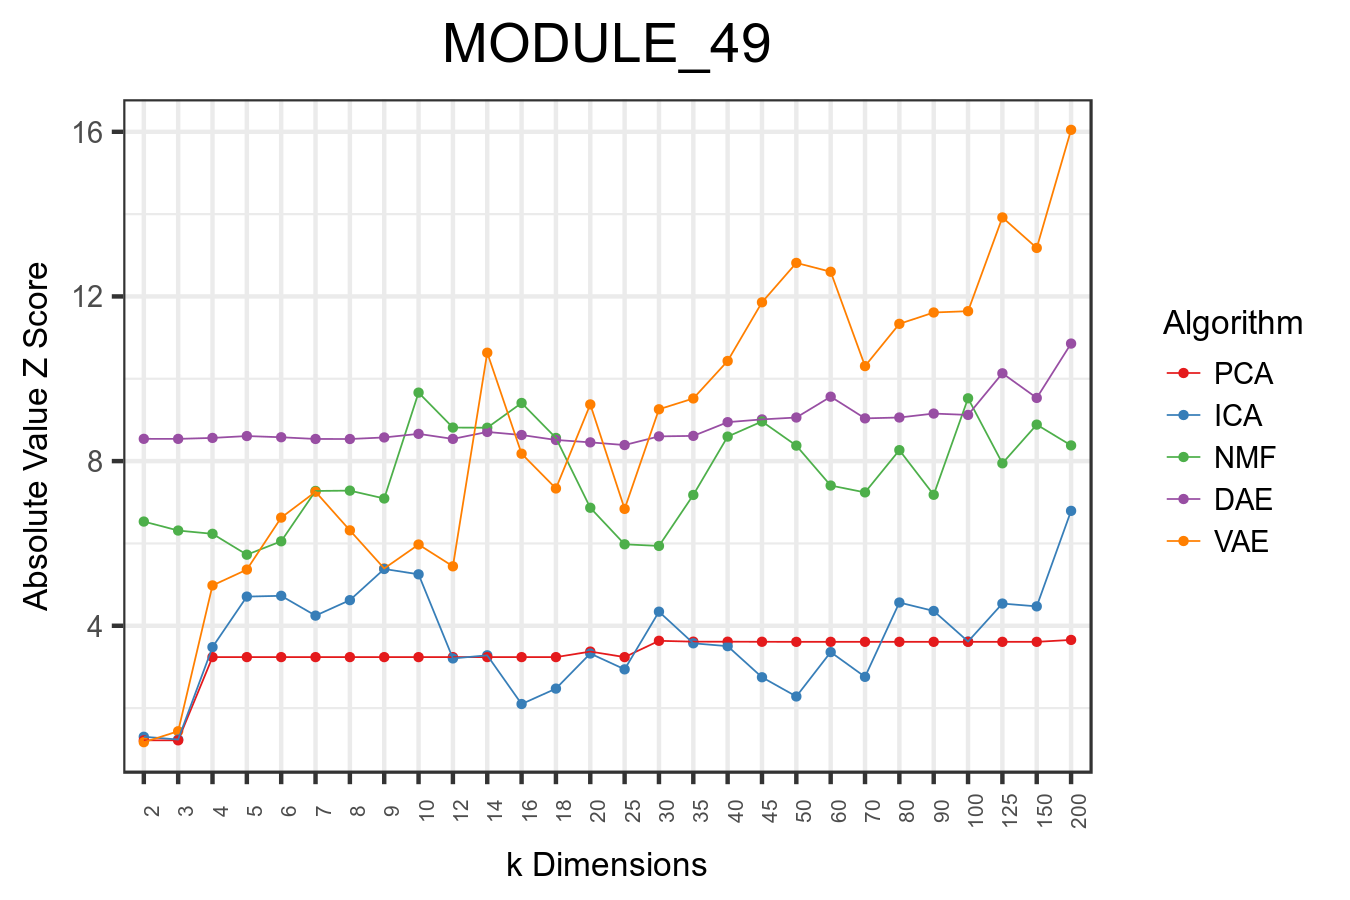 MODULE_49
Absolute Value Z Score
16
12
8
4
2 3 4 5 6 7 8 9 10 12 14 16 18 20 25 30 35 40 45 50 60 70 80 90 100 125 150 200
k Dimensions
Algorithm
PCA
ICA
NMF
DAE
VAE